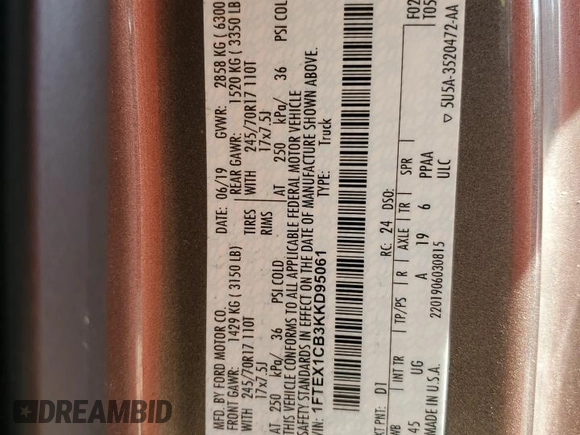 MFD. BY FORD MOTOR CO.
DATE: 06/19 GVWR: 2858 KG ( 6300
FRONT GAWR: 1429 KG ( 3150 LB) REAR GAWR: 1520 KG ( 3350 LB
WITH 245/70R17 110T TIRES WITH 245/70R17 110T
17x7.5J RIMS 17x7.5J
AT 250 kPa/ 36 PSI COLD AT 250 kPa/ 36 PSI COLD
THIS VEHICLE CONFORMS TO ALL APPLICABLE FEDERAL MOTOR VEHICLE
SAFETY STANDARDS IN EFFECT ON THE DATE OF MANUFACTURE SHOWN ABOVE.
VIN: 1FTEX1CB3KKD95061 TYPE: Truck
F02
T05
EXT PNT: D1 RC: 24 DSO:
WB TP/PS R AXLE TR SPR
145 UG A 19 6 PPAA
MADE IN U.S.A. ULC
2201906030815
▽ 5U5A-3520472-AA
DREAMBID